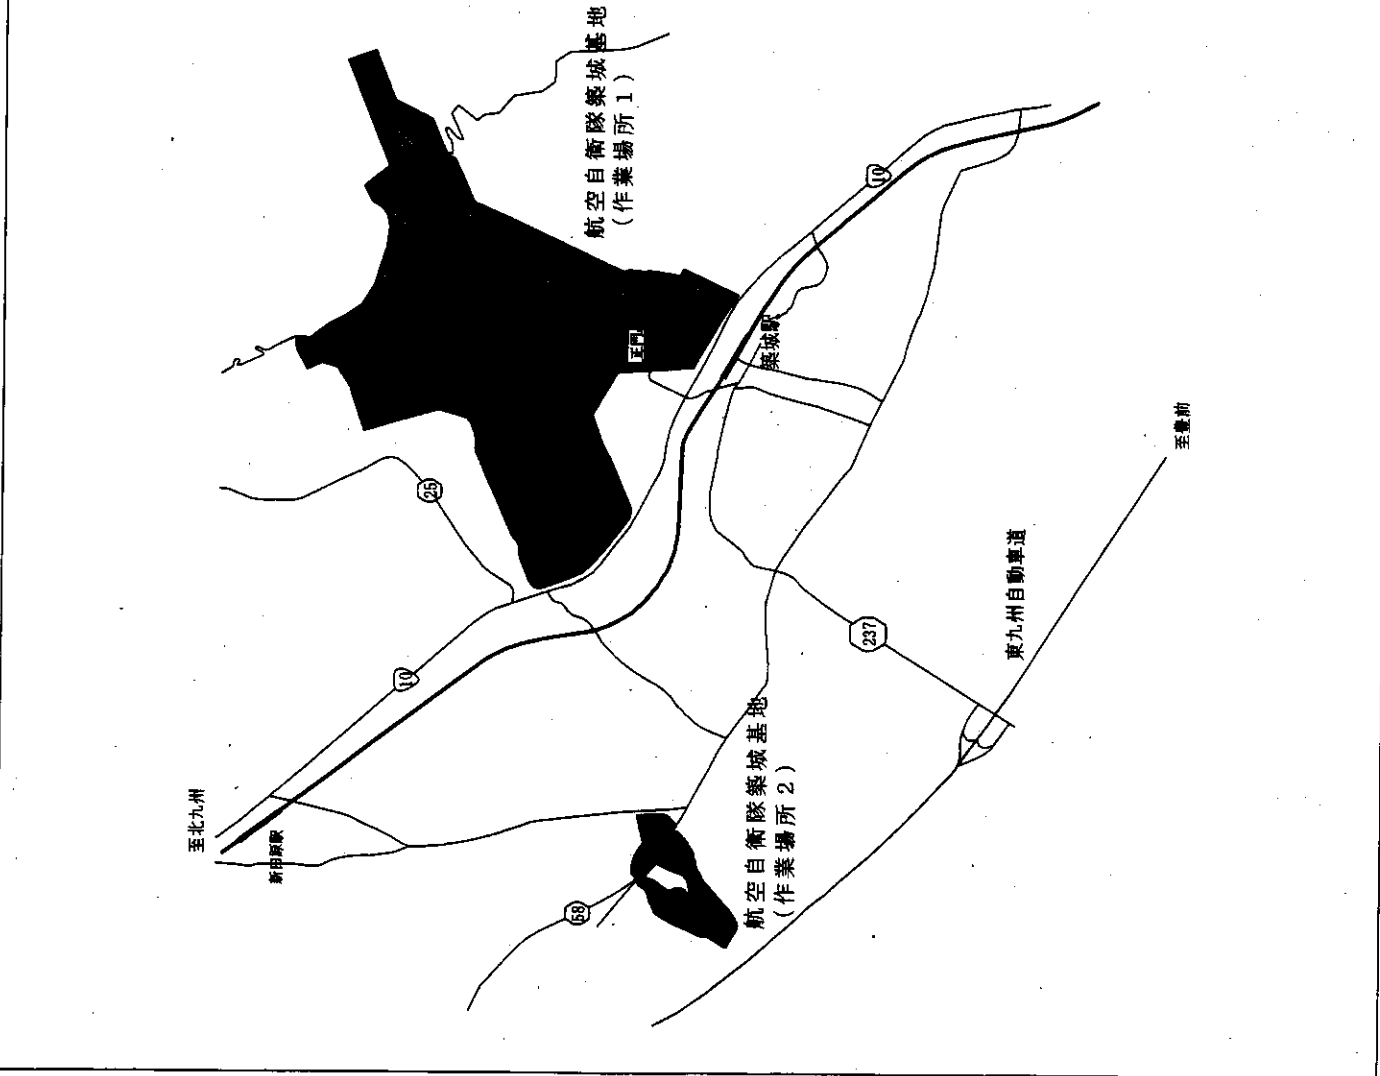 航空自衛隊築城基地
(作業場所1)
10
正門
築城駅
25
至豊前
東九州自動車道
237
10
至北九州
新田原駅
58
航空自衛隊築城基地
(作業場所2)